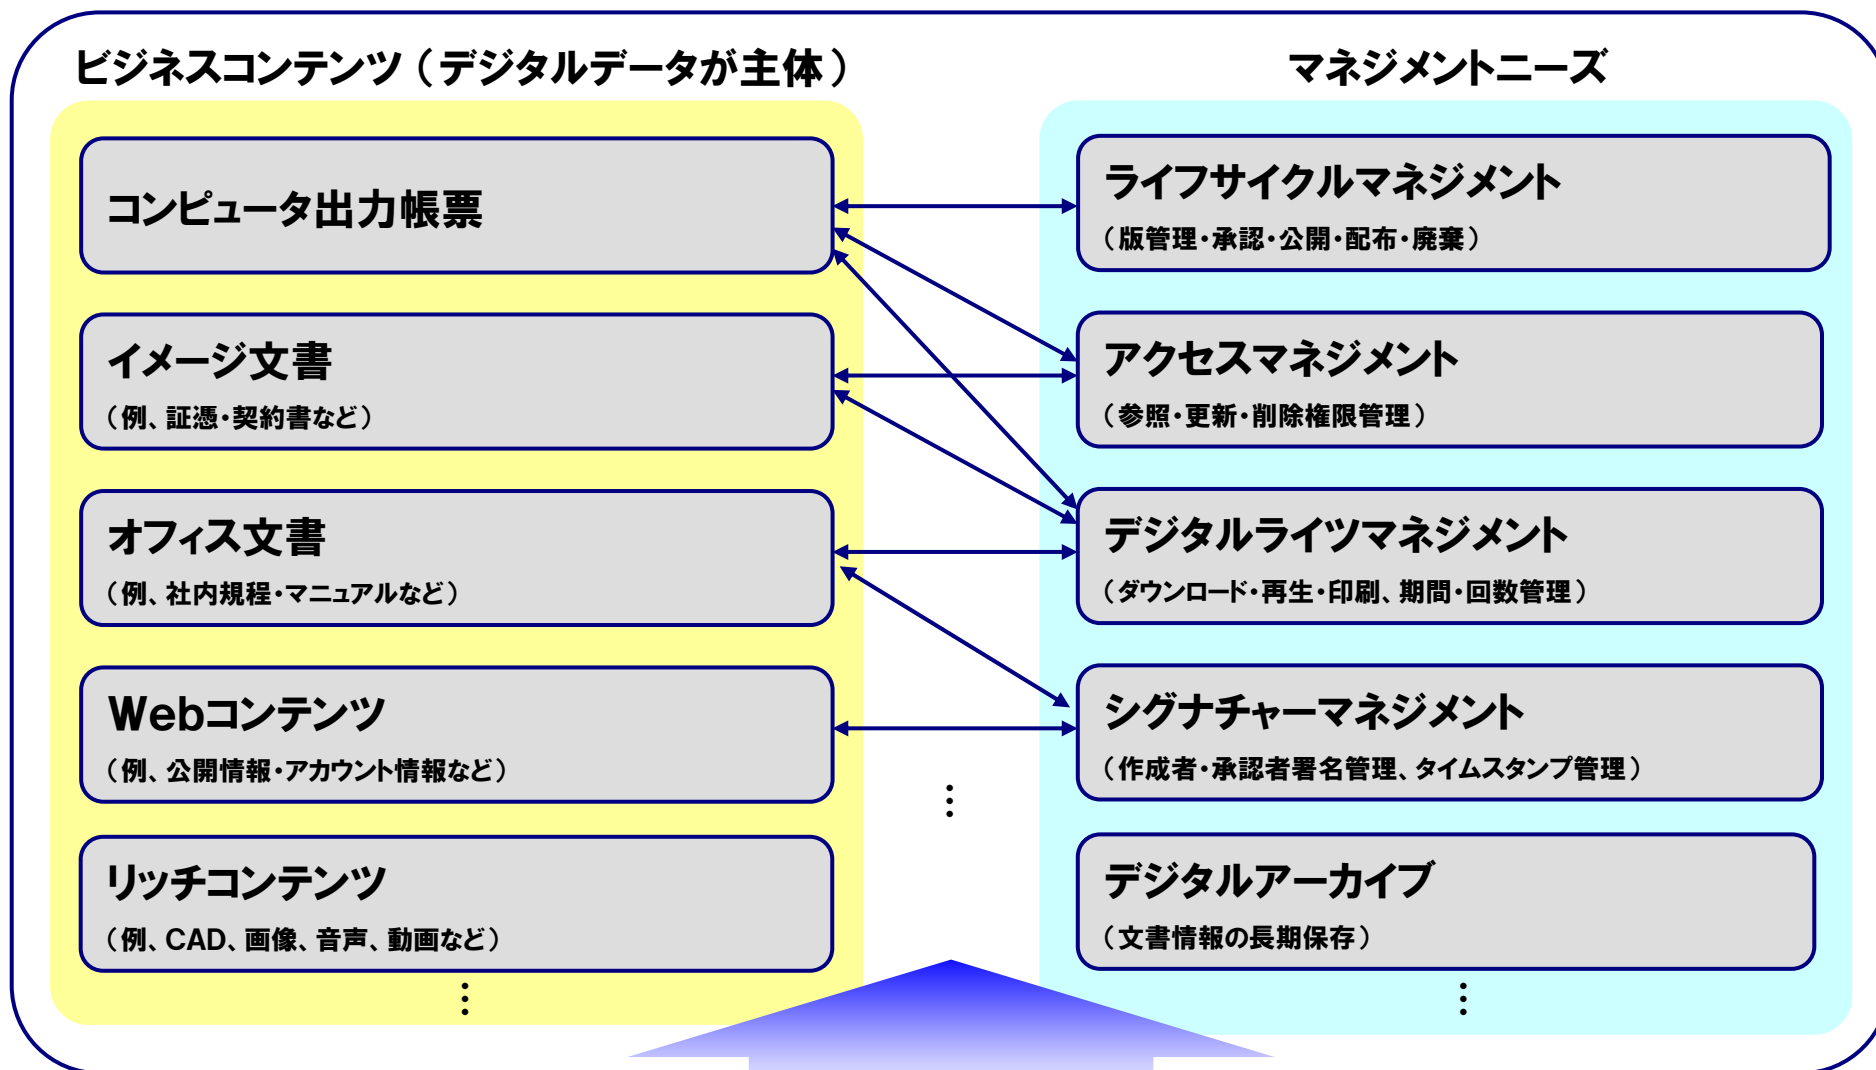 ビジネスコンテンツ（デジタルデータが主体）
コンピュータ出力帳票
イメージ文書
（例、証憑・契約書など）
オフィス文書
（例、社内規程・マニュアルなど）
Webコンテンツ
（例、公開情報・アカウント情報など）
リッチコンテンツ
（例、CAD、画像、音声、動画など）
⋮
⋮
マネジメントニーズ
ライフサイクルマネジメント
（版管理・承認・公開・配布・廃棄）
アクセスマネジメント
（参照・更新・削除権限管理）
デジタルライツマネジメント
（ダウンロード・再生・印刷、期間・回数管理）
シグナチャーマネジメント
（作成者・承認者署名管理、タイムスタンプ管理）
デジタルアーカイブ
（文書情報の長期保存）
⋮